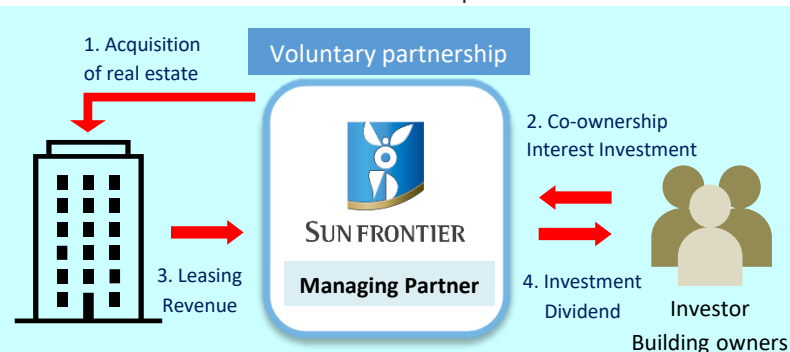 1. Acquisition
of real estate
Voluntary partnership
2. Co-ownership
Interest Investment
SUN FRONTIER
Managing Partner
3. Leasing
Revenue
4. Investment
Dividend
Investor
Building owners